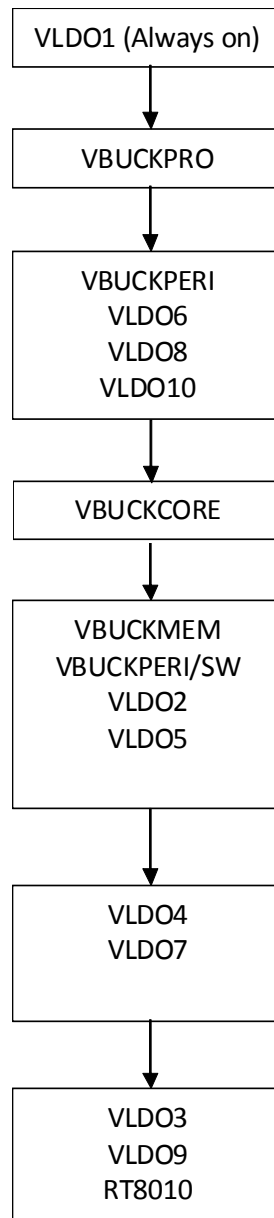 VLDO1 (Always on)
VBUCKPRO
VBUCKPERI
VLDO6
VLDO8
VLDO10
VBUCKCORE
VBUCKMEM
VBUCKPERI/SW
VLDO2
VLDO5
VLDO4
VLDO7
VLDO3
VLDO9
RT8010